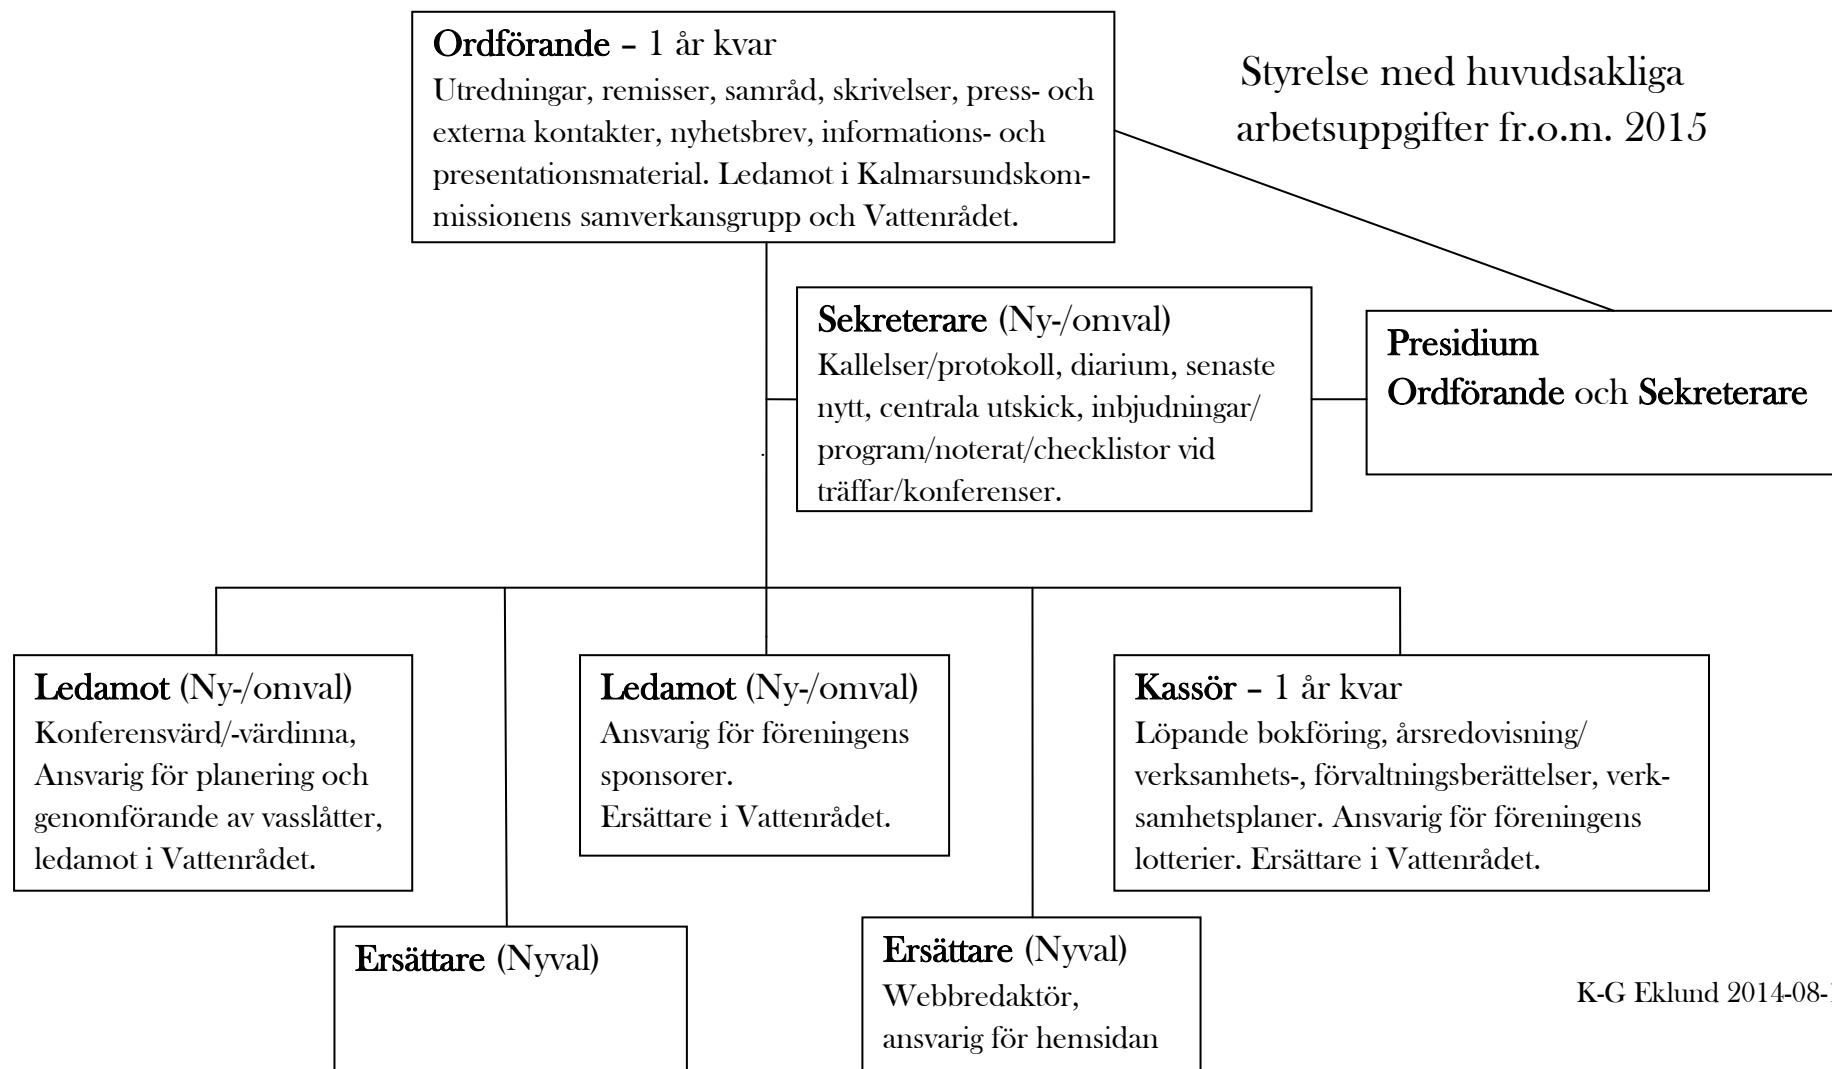 Ordförande – 1 år kvar
Utredningar, remisser, samråd, skrivelser, press- och
externa kontakter, nyhetsbrev, informations- och
presentationsmaterial. Ledamot i Kalmarsundskom-
missionens samverkansgrupp och Vattenrådet.
Styrelse med huvudsakliga
arbetsuppgifter fr.o.m. 2015
Sekreterare (Ny-/omval)
Kallelser/protokoll, diarium, senaste
nytt, centrala utskick, inbjudningar/
program/noterat/checklistor vid
träffar/konferenser.
Presidium
Ordförande och Sekreterare
Ledamot (Ny-/omval)
Konferensvärd/-värdinna,
Ansvarig för planering och
genomförande av vasslåtter,
ledamot i Vattenrådet.
Ledamot (Ny-/omval)
Ansvarig för föreningens
sponsorer.
Ersättare i Vattenrådet.
Kassör – 1 år kvar
Löpande bokföring, årsredovisning/
verksamhets-, förvaltningsberättelser, verk-
samhetsplaner. Ansvarig för föreningens
lotterier. Ersättare i Vattenrådet.
Ersättare (Nyval)
Ersättare (Nyval)
Webbredaktör,
ansvarig för hemsidan
K-G Eklund 2014-08-